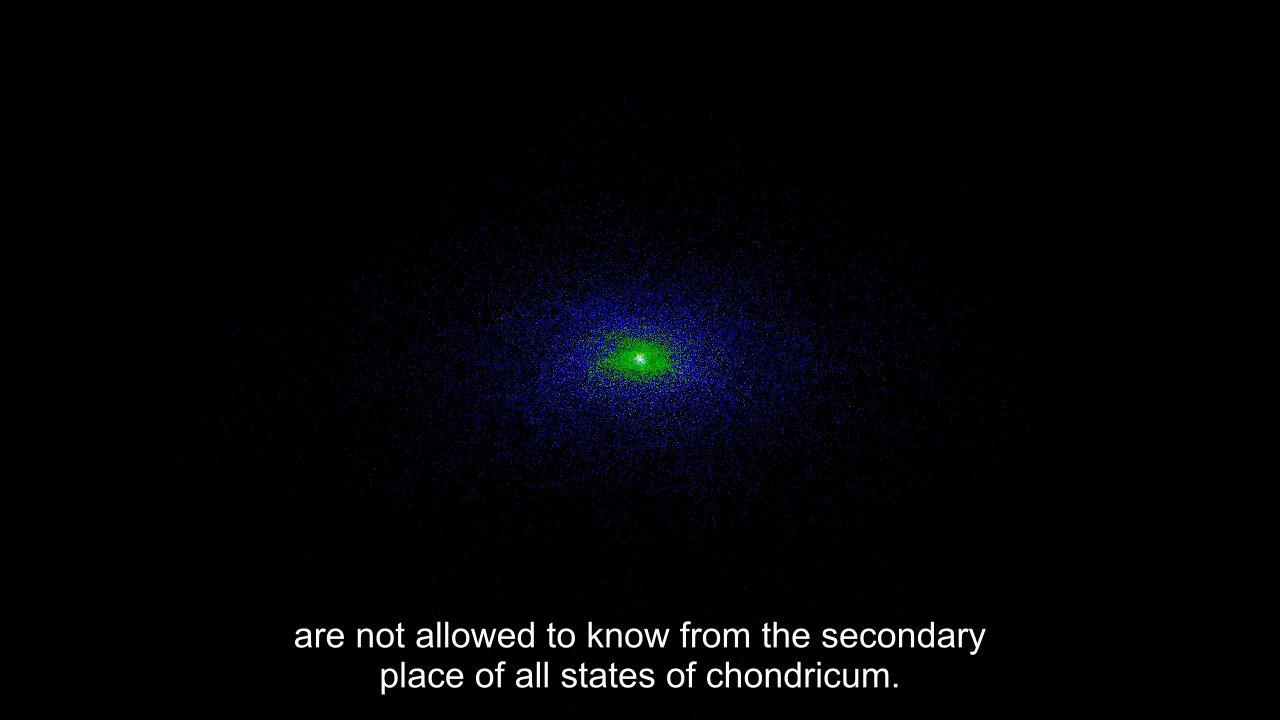 are not allowed to know from the secondary
place of all states of chondricum.